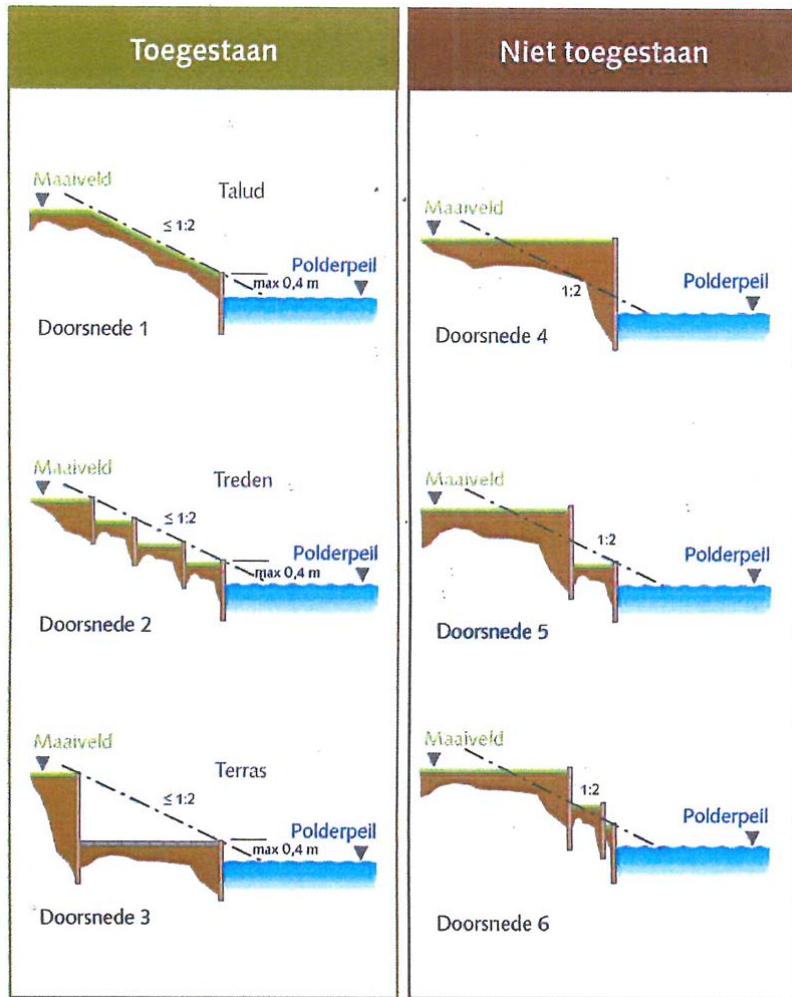 Toegestaan
Maaiveld
Talud
≤ 1:2
Polderpeil
max 0,4 m
Doorsnede 1
Maaiveld
Treden
≤ 1:2
Polderpeil
max 0,4 m
Doorsnede 2
Maaiveld
Terras
≤ 1:2
Polderpeil
max 0,4 m
Doorsnede 3
Niet toegestaan
Maaiveld
Polderpeil
1:2
Doorsnede 4
Maaiveld
1:2
Polderpeil
Doorsnede 5
Maaiveld
1:2
Polderpeil
Doorsnede 6